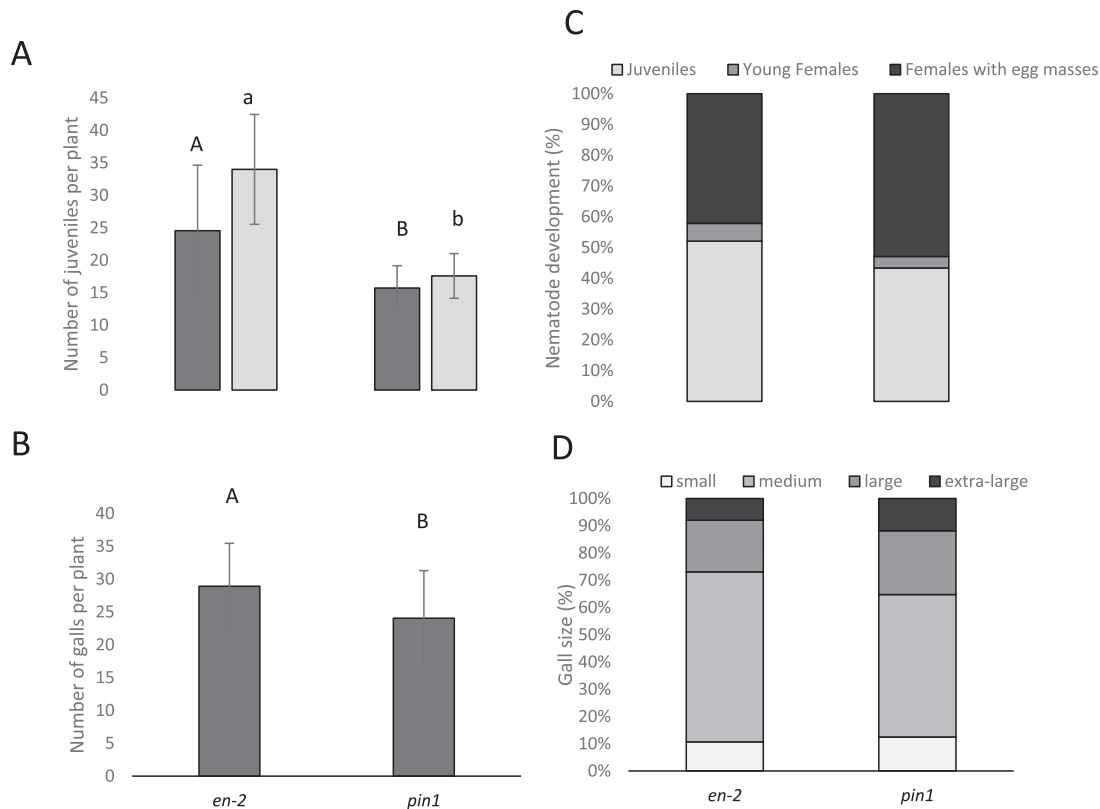 A
Number of juveniles per plant
45
40
35
30
25
20
15
10
5
0
A
a
B
b
B
Number of galls per plant
40
35
30
25
20
15
10
5
0
A
B
en-2
pin1
C
Juveniles Young Females Females with egg masses
Nematode development (%)
100%
90%
80%
70%
60%
50%
40%
30%
20%
10%
0%
D
small medium large extra-large
Gall size (%)
100%
90%
80%
70%
60%
50%
40%
30%
20%
10%
0%
en-2
pin1